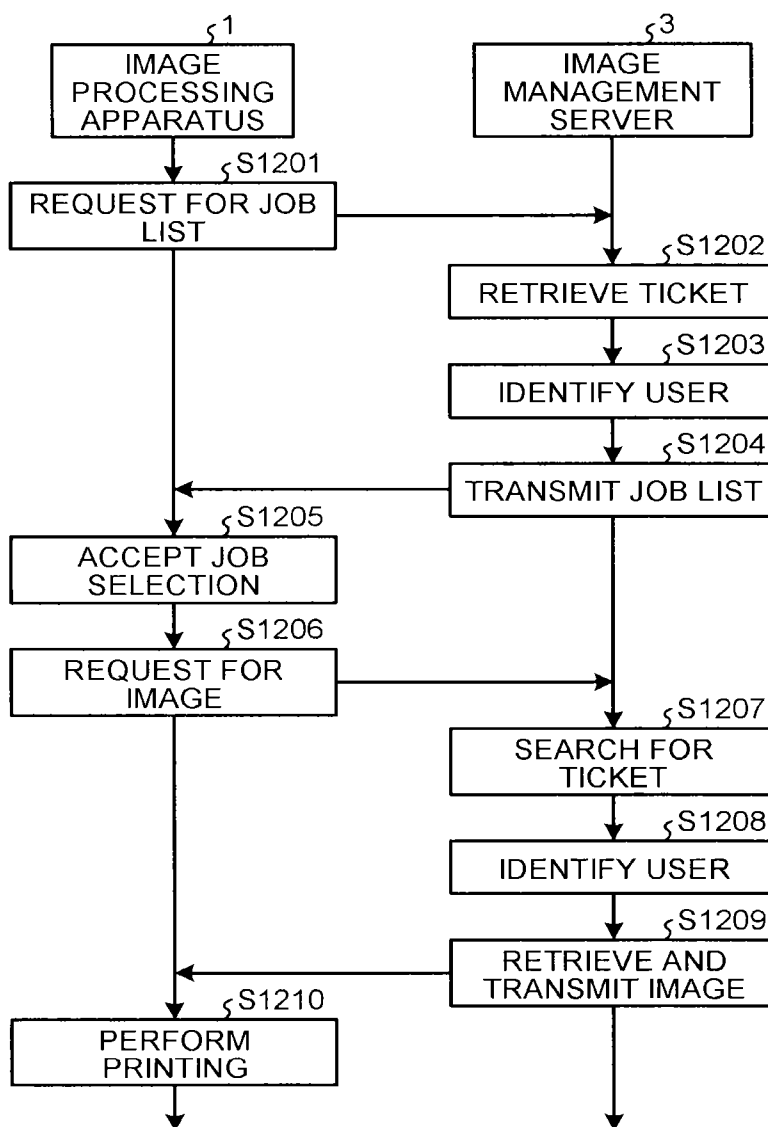 1
IMAGE
PROCESSING
APPARATUS
3
IMAGE
MANAGEMENT
SERVER
S1201
REQUEST FOR JOB
LIST
S1202
RETRIEVE TICKET
S1203
IDENTIFY USER
S1204
TRANSMIT JOB LIST
S1205
ACCEPT JOB
SELECTION
S1206
REQUEST FOR
IMAGE
S1207
SEARCH FOR
TICKET
S1208
IDENTIFY USER
S1209
RETRIEVE AND
TRANSMIT IMAGE
S1210
PERFORM
PRINTING